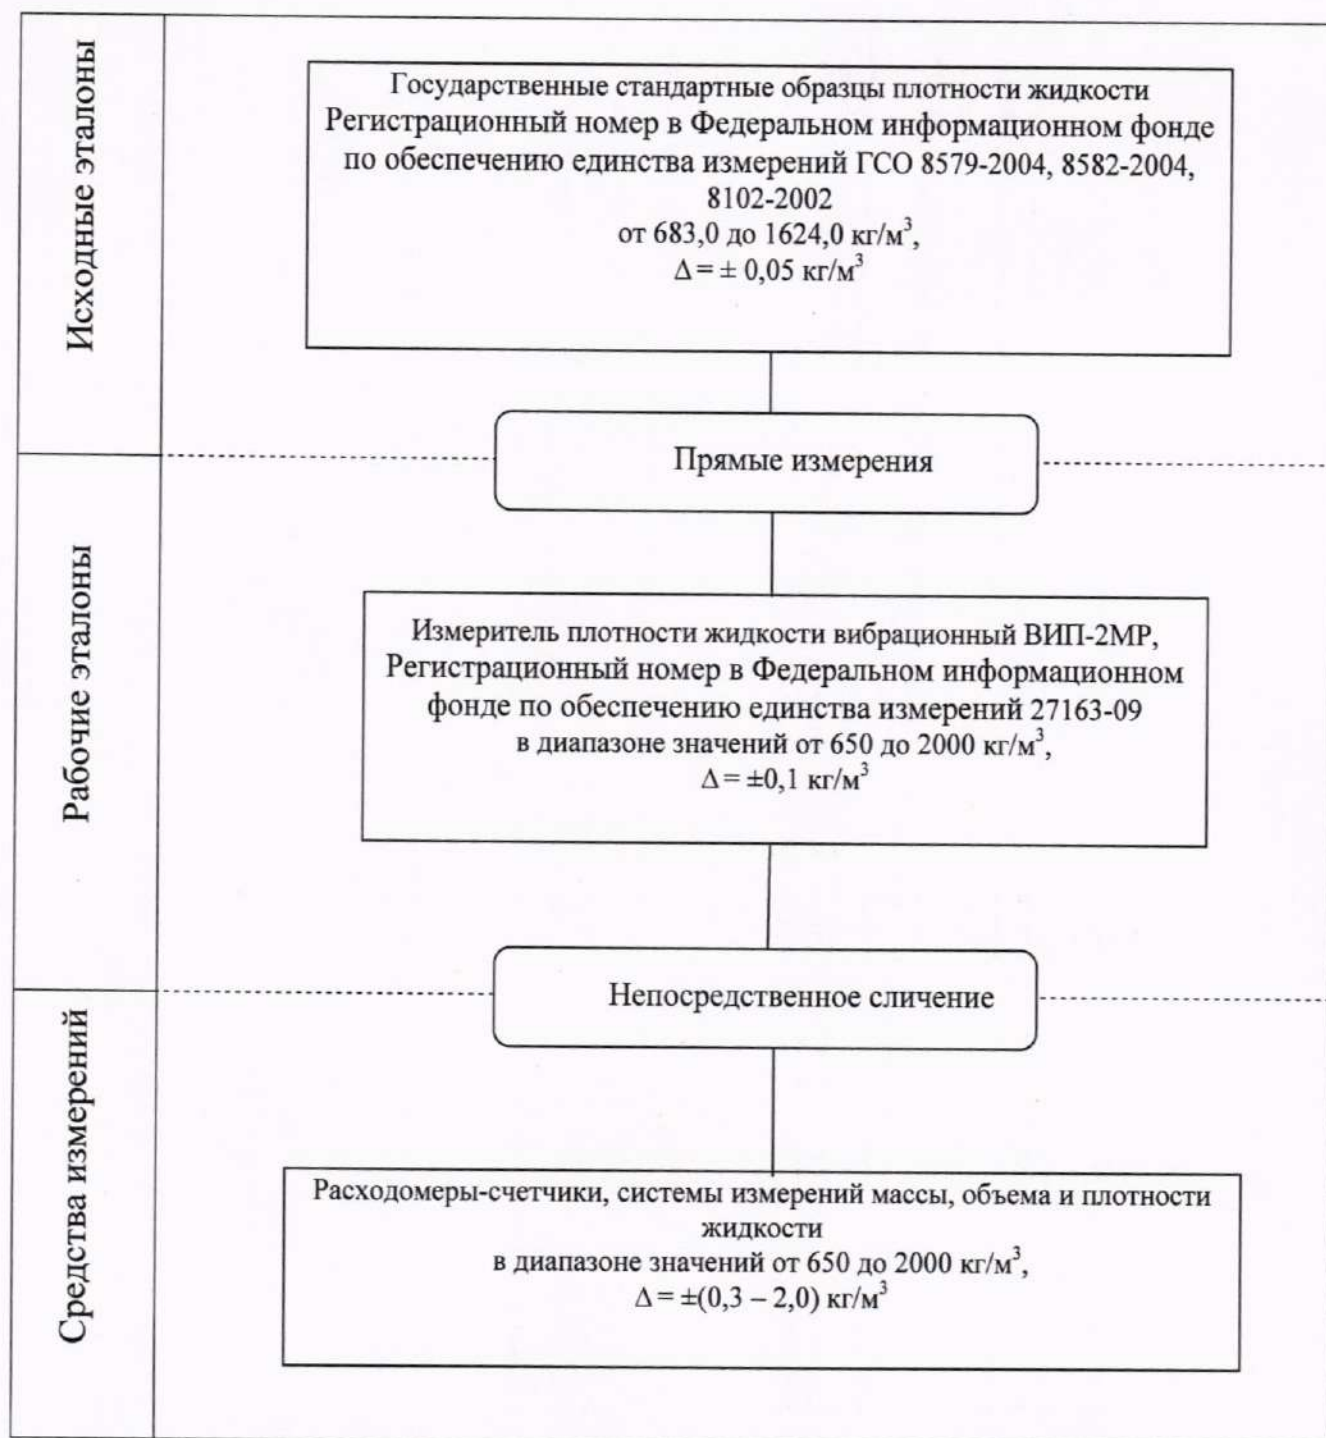 Исходные эталоны
Государственные стандартные образцы плотности жидкости
Регистрационный номер в Федеральном информационном фонде
по обеспечению единства измерений ГСО 8579-2004, 8582-2004,
8102-2002
от 683,0 до 1624,0 кг/м³,
Δ = ± 0,05 кг/м³
Прямые измерения
Рабочие эталоны
Измеритель плотности жидкости вибрационный ВИП-2МР,
Регистрационный номер в Федеральном информационном
фонде по обеспечению единства измерений 27163-09
в диапазоне значений от 650 до 2000 кг/м³,
Δ = ±0,1 кг/м³
Непосредственное сличение
Средства измерений
Расходомеры-счетчики, системы измерений массы, объема и плотности
жидкости
в диапазоне значений от 650 до 2000 кг/м³,
Δ = ±(0,3 – 2,0) кг/м³